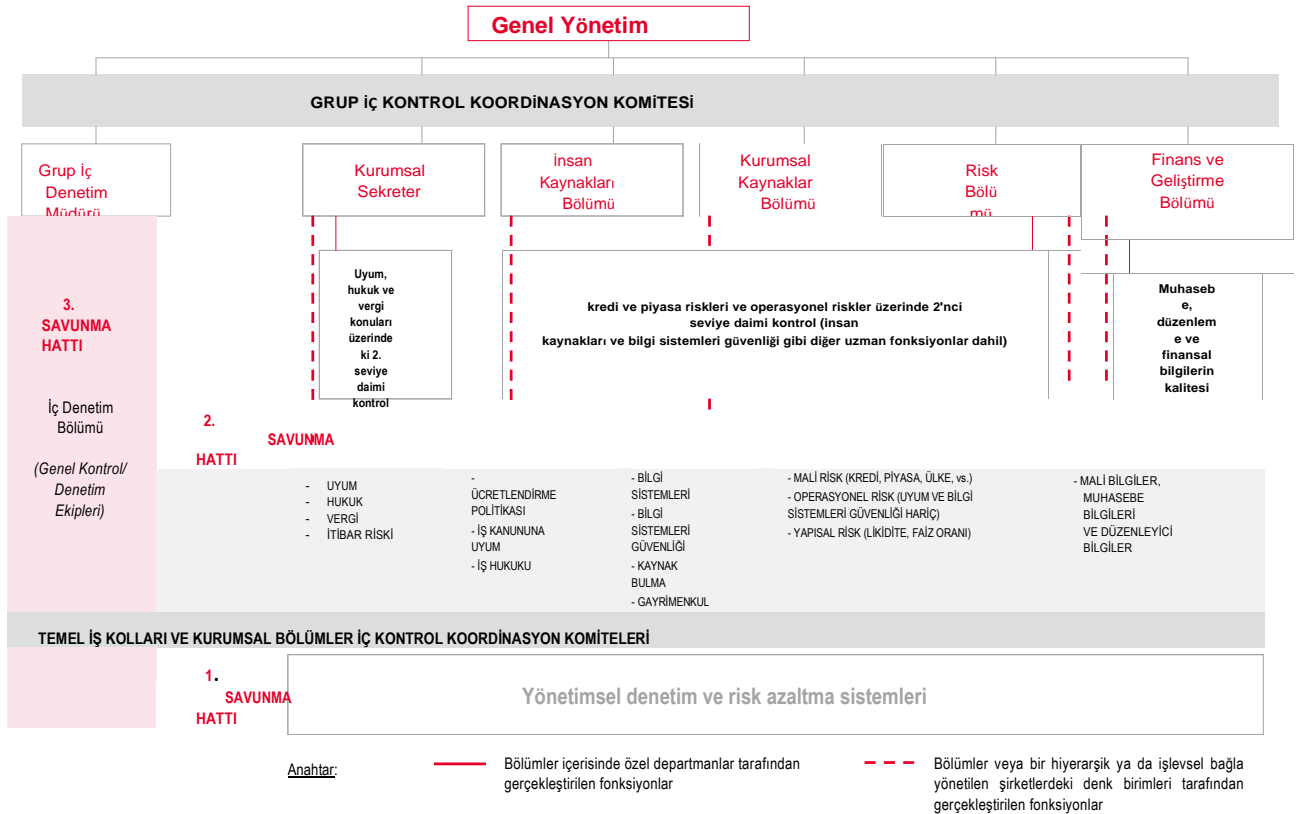 Genel Yönetim
GRUP İÇ KONTROL KOORDİNASYON KOMİTESİ
Grup İç
Denetim
Müdürü
Kurumsal
Sekreter
İnsan
Kaynakları
Bölümü
Kurumsal
Kaynaklar
Bölümü
Risk
Bölü
mü
Finans ve
Geliştirme
Bölümü
Uyum,
hukuk ve
vergi
konuları
üzerinde
ki 2.
seviye
daimi
kontrol
kredi ve piyasa riskleri ve operasyonel riskler üzerinde 2'nci
seviye daimi kontrol (insan
kaynakları ve bilgi sistemleri güvenliği gibi diğer uzman fonksiyonlar dahil)
Muhaseb
e,
düzenlem
e ve
finansal
bilgilerin
kalitesi
3.
SAVUNMA
HATTI
İç Denetim
Bölümü
(Genel Kontrol/
Denetim
Ekipleri)
2.
SAVUNMA
HATTI
- UYUM
- HUKUK
- VERGİ
- İTİBAR RİSKİ
-
ÜCRETLENDİRME
POLİTİKASI
- İŞ KANUNUNA
UYUM
- İŞ HUKUKU
- BİLGİ
SİSTEMLERİ
- BİLGİ
SİSTEMLERİ
GÜVENLİĞİ
- KAYNAK
BULMA
- GAYRİMENKUL
- MALİ RİSK (KREDİ, PİYASA, ÜLKE, vs.)
- OPERASYONEL RİSK (UYUM VE BİLGİ
SİSTEMLERİ GÜVENLİĞİ HARİÇ)
- YAPISAL RİSK (LİKİDİTE, FAİZ ORANI)
- MALİ BİLGİLER,
MUHASEBE
BİLGİLERİ
VE DÜZENLEYİCİ
BİLGİLER
TEMEL İŞ KOLLARI VE KURUMSAL BÖLÜMLER İÇ KONTROL KOORDİNASYON KOMİTELERİ
1.
SAVUNMA
HATTI
Yönetimsel denetim ve risk azaltma sistemleri
Anahtar:
Bölümler içerisinde özel departmanlar tarafından
gerçekleştirilen fonksiyonlar
Bölümler veya bir hiyerarşik ya da işlevsel bağla
yönetilen şirketlerdeki denk birimleri tarafından
gerçekleştirilen fonksiyonlar